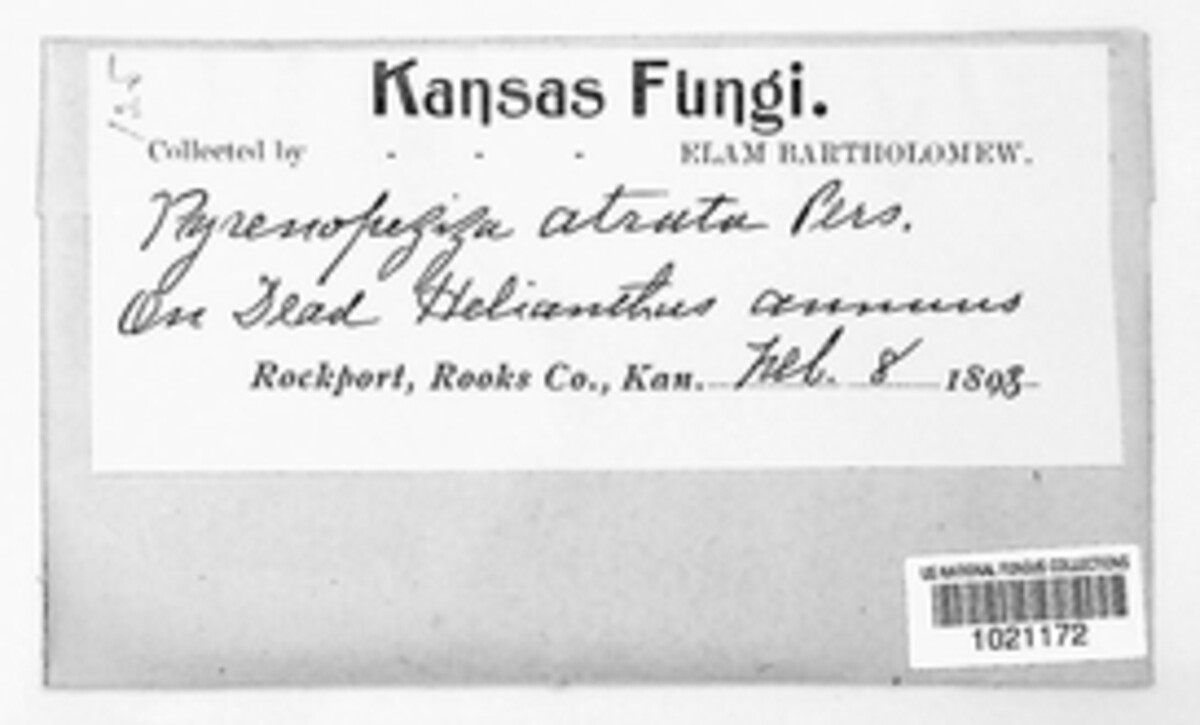 Kansas Fungi.
Collected by - - - ELAM BARTHOLOMEW.
Pyrenopeziza atrata Pers.
On Dead Helianthus annuus
Rockport, Rooks Co., Kan. Feb. 8 1893
US NATIONAL FUNGUS COLLECTIONS
1021172